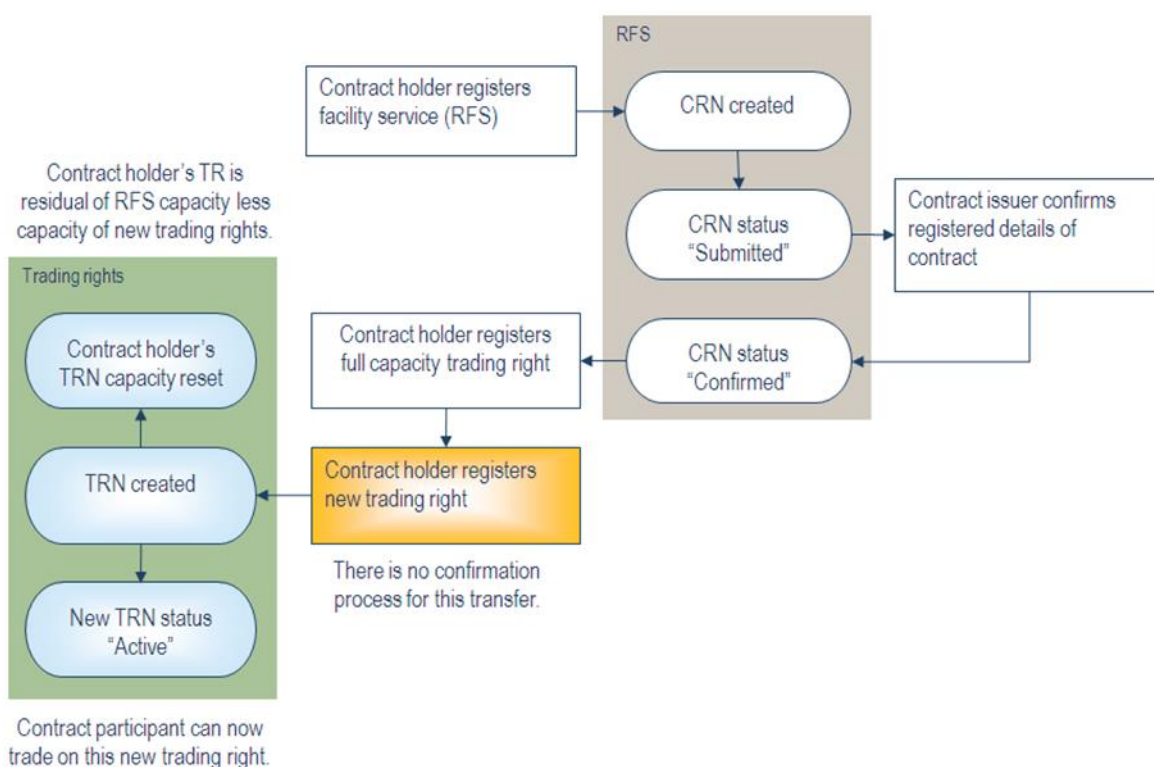 RFS
Contract holder registers
facility service (RFS)
CRN created
Contract holder’s TR is
residual of RFS capacity less
capacity of new trading rights.
CRN status
“Submitted”
Contract issuer confirms
registered details of
contract
Trading rights
Contract holder’s
TRN capacity reset
Contract holder registers
full capacity trading right
CRN status
“Confirmed”
TRN created
Contract holder registers
new trading right
There is no confirmation
process for this transfer.
New TRN status
“Active”
Contract participant can now
trade on this new trading right.